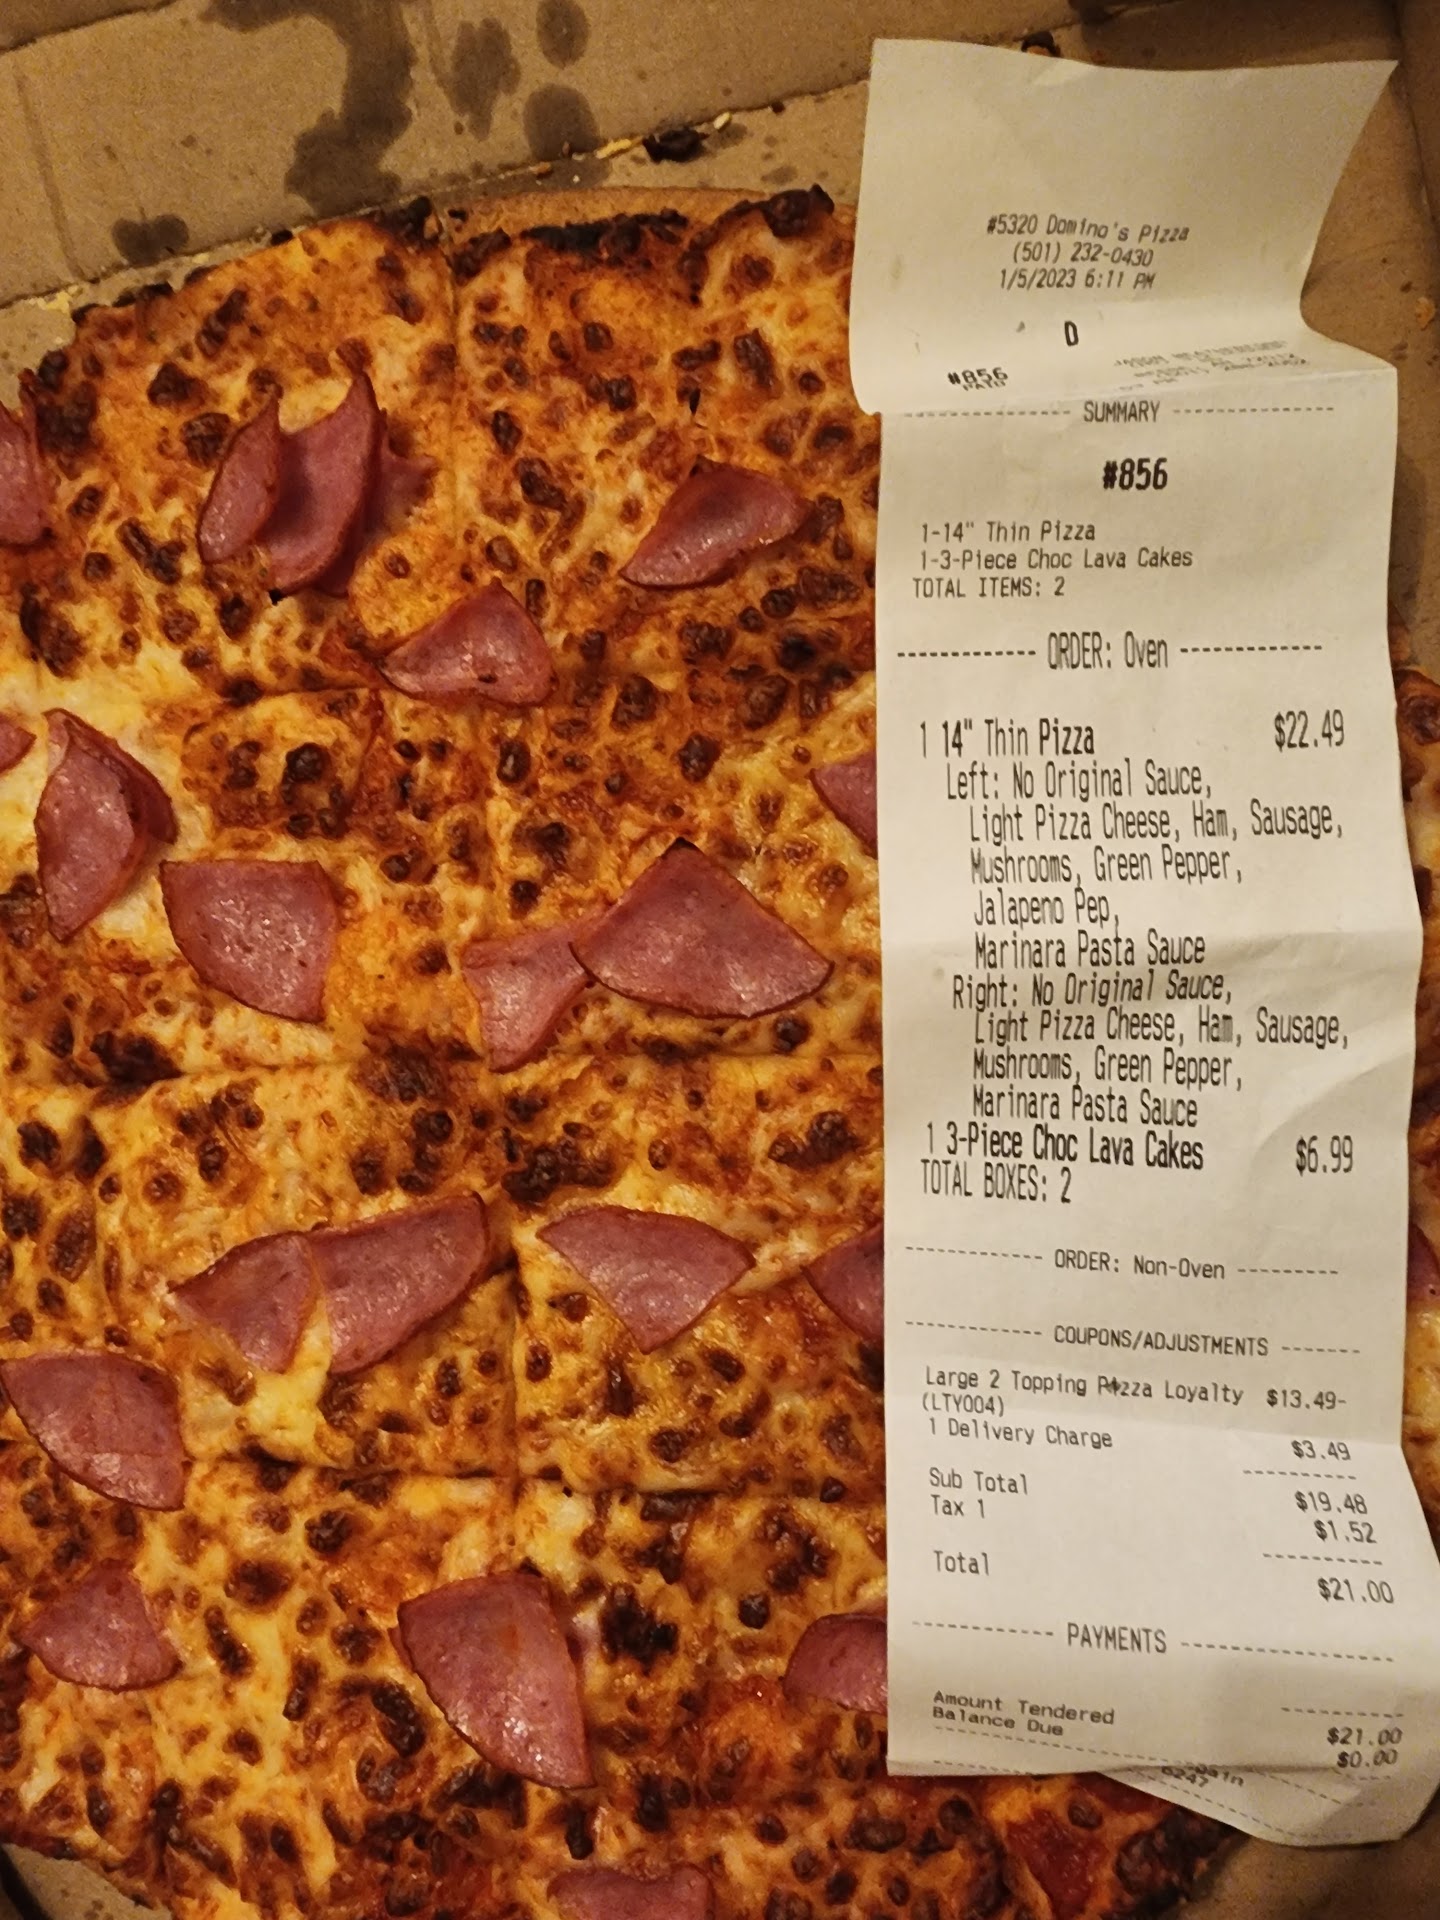 #5320 Domino's Pizza
(501) 232-0430
1/5/2023 6:11 PM
D
#856
PAID
------------- SUMMARY -------------
#856
1-14" Thin Pizza
1-3-Piece Choc Lava Cakes
TOTAL ITEMS: 2
------------- ORDER: Oven -------------
1 14" Thin Pizza $22.49
Left: No Original Sauce,
Light Pizza Cheese, Ham, Sausage,
Mushrooms, Green Pepper,
Jalapeno Pep,
Marinara Pasta Sauce
Right: No Original Sauce,
Light Pizza Cheese, Ham, Sausage,
Mushrooms, Green Pepper,
Marinara Pasta Sauce
1 3-Piece Choc Lava Cakes $6.99
TOTAL BOXES: 2
------------ ORDER: Non-Oven ---------
------------ COUPONS/ADJUSTMENTS -------
Large 2 Topping Pizza Loyalty $13.49-
(LTY004)
1 Delivery Charge $3.49
----------
Sub Total $19.48
Tax 1 $1.52
----------
Total $21.00
------------ PAYMENTS ----------------
----------
Amount Tendered $21.00
Balance Due $0.00
6247